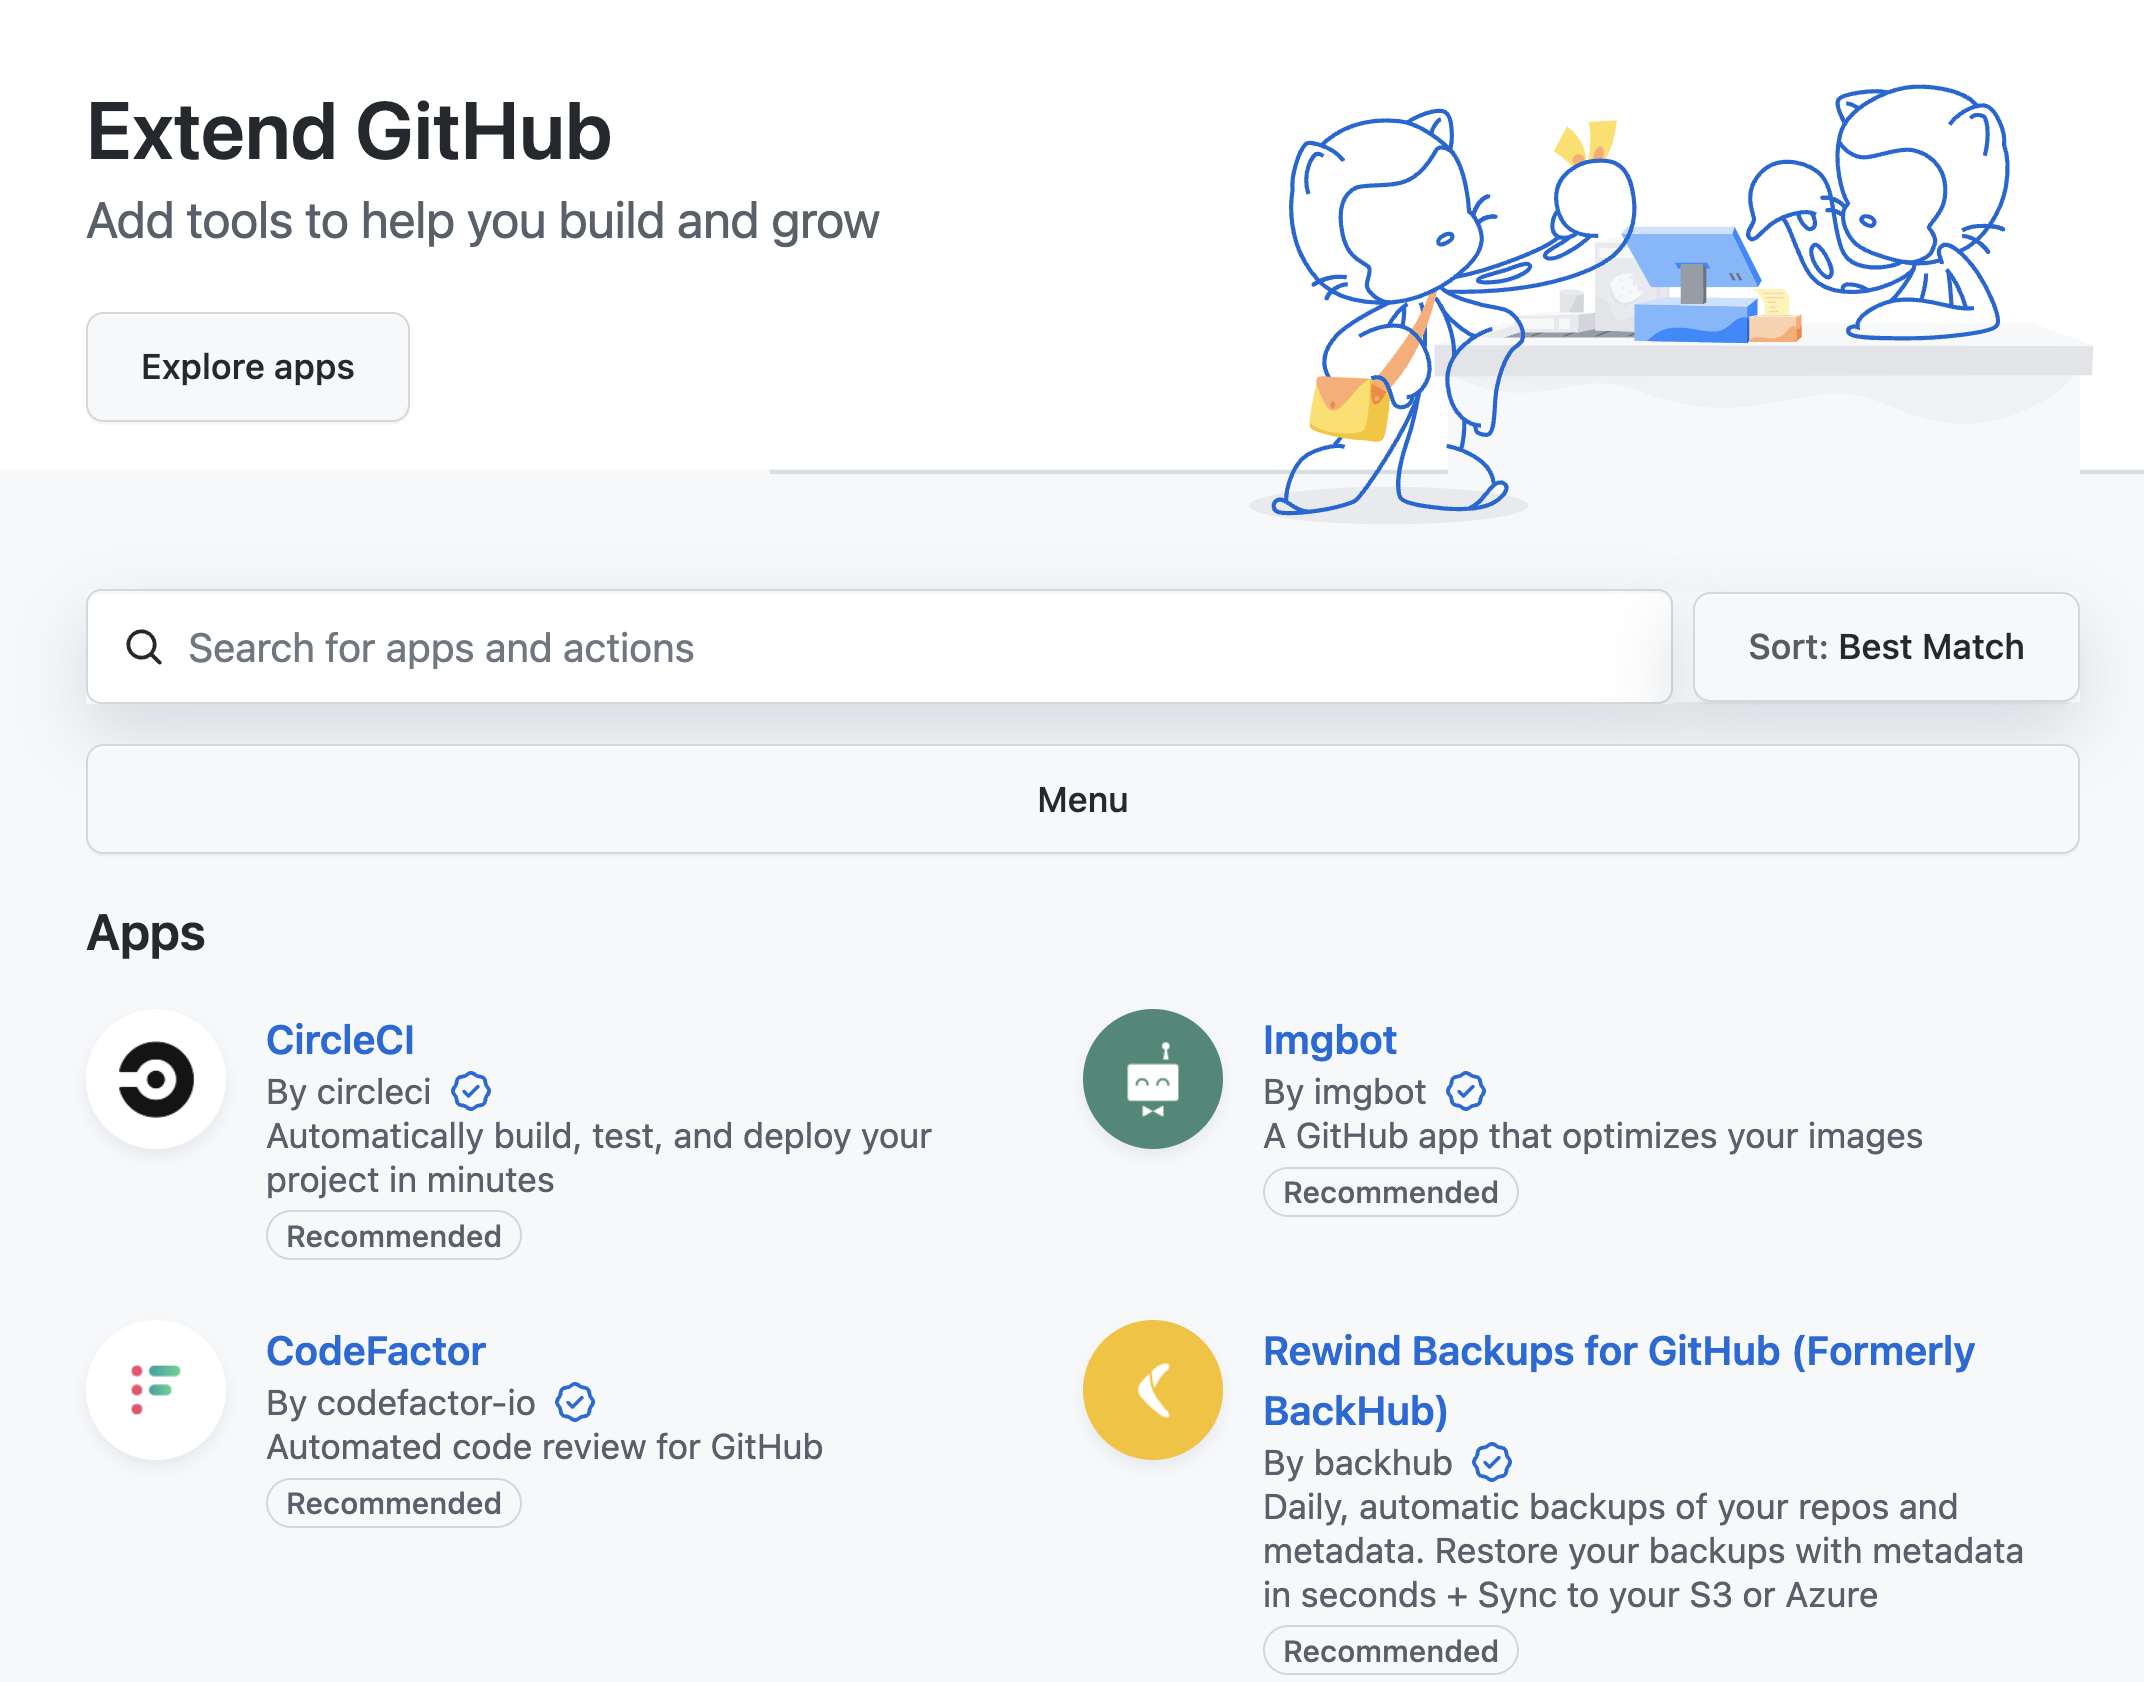 Extend GitHub
Add tools to help you build and grow
Explore apps
Search for apps and actions
Sort: Best Match
Menu
Apps
CircleCI
By circleci
Automatically build, test, and deploy your
project in minutes
Recommended
Imgbot
By imgbot
A GitHub app that optimizes your images
Recommended
CodeFactor
By codefactor-io
Automated code review for GitHub
Recommended
Rewind Backups for GitHub (Formerly
BackHub)
By backhub
Daily, automatic backups of your repos and
metadata. Restore your backups with metadata
in seconds + Sync to your S3 or Azure
Recommended